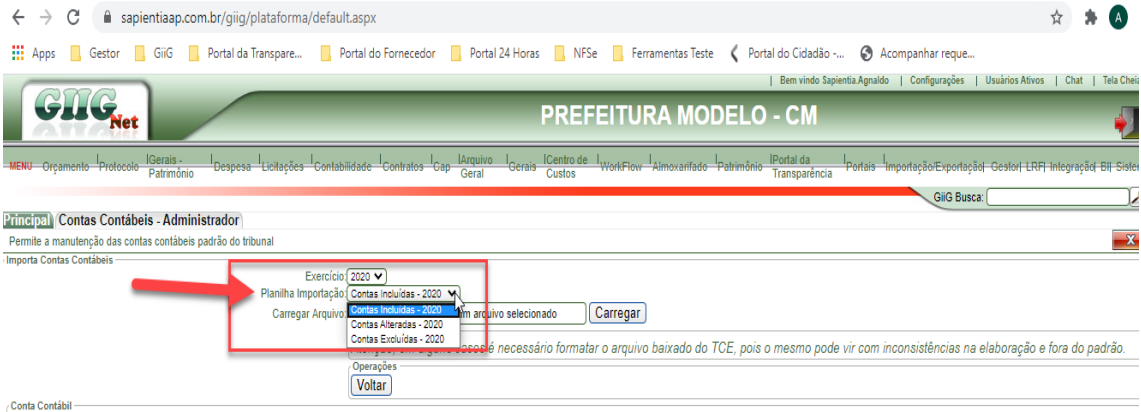 sapientiaap.com.br/giig/plataforma/default.aspx
A
Apps Gestor GiiG Portal da Transpare... Portal do Fornecedor Portal 24 Horas NFSe Ferramentas Teste Portal do Cidadão -... Acompanhar reque...
| Bem vindo Sapientia.Agnaldo | Configurações | Usuários Ativos | Chat | Tela Cheia
GIIG Net
PREFEITURA MODELO - CM
MENU Orçamento |Protocolo |Gerais - Patrimônio |Despesa |Licitações |Contabilidade |Contratos |Cap |Arquivo Geral |Gerais |Centro de Custos |WorkFlow |Almoxarifado |Patrimônio |Portal da Transparência |Portais |Importação/Exportação| Gestor| LRF| Integração| BI| Sister
GiiG Busca:
Principal Contas Contábeis - Administrador
Permite a manutenção das contas contábeis padrão do tribunal
X
Importa Contas Contábeis
Exercício: 2020
Planilha Importação: Contas Incluídas - 2020
Contas Incluídas - 2020
Contas Alteradas - 2020
Contas Excluídas - 2020
Carregar Arquivo: m arquivo selecionado Carregar
é necessário formatar o arquivo baixado do TCE, pois o mesmo pode vir com inconsistências na elaboração e fora do padrão.
Operações
Voltar
Conta Contábil